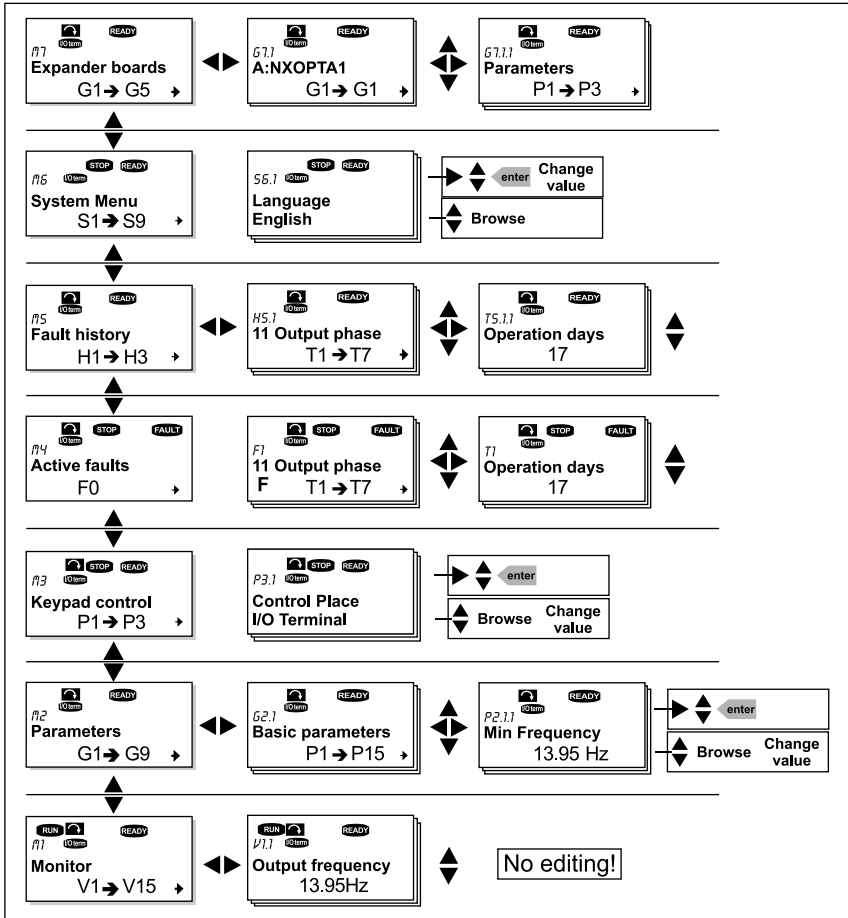 READY
I/O term
M7
Expander boards
G1➔ G5
READY
I/O term
G7.1
A:NXOPTA1
G1➔ G1
READY
I/O term
G7.1.1
Parameters
P1➔ P3
STOP READY
M6 I/O term
System Menu
S1➔ S9
STOP READY
S6.1 I/O term
Language
English
enter Change
value
Browse
READY
I/O term
M5
Fault history
H1➔ H3
READY
I/O term
H5.1
11 Output phase
T1➔ T7
READY
I/O term
T5.1.1
Operation days
17
STOP FAULT
I/O term
M4
Active faults
F0
STOP FAULT
I/O term
F1
11 Output phase
F T1➔T7
STOP FAULT
I/O term
T1
Operation days
17
STOP READY
M3 I/O term
Keypad control
P1➔ P3
STOP READY
P3.1 I/O term
Control Place
I/O Terminal
enter
Browse Change
value
READY
I/O term
M2
Parameters
G1➔ G9
READY
I/O term
G2.1
Basic parameters
P1➔ P15
READY
I/O term
P2.1.1
Min Frequency
13.95 Hz
enter
Browse Change
value
RUN READY
M1 I/O term
Monitor
V1➔ V15
RUN READY
V1.1 I/O term
Output frequency
13.95Hz
No editing!